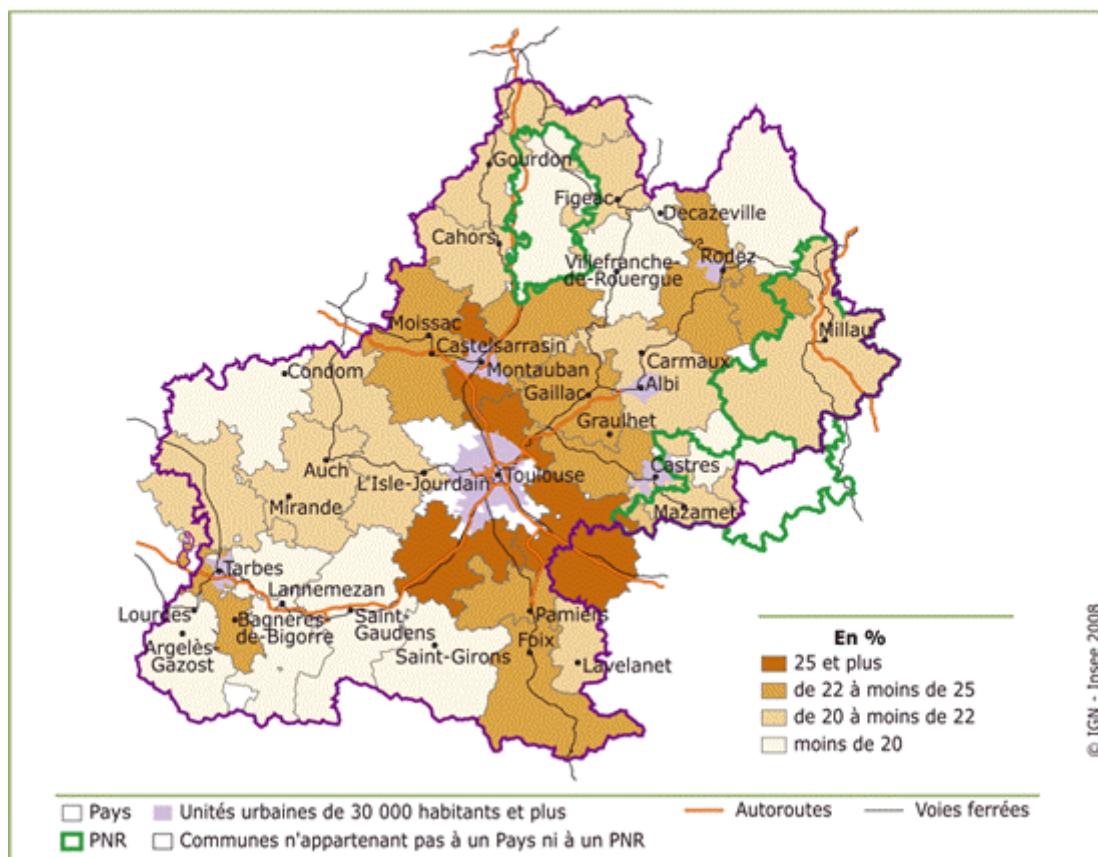 Gourdon
Figeac
Decazeville
Cahors
Villefranche-
de-Rouergue
Rodez
Moissac
Castelsarrasin
Montauban
Millau
Carmaux
Condom
Gaillac
Albi
Graulhet
Auch
L'Isle-Jourdain
Toulouse
Castres
Mirande
Mazamet
Tarbes
Lannemezan
Lourdes
Bagnères-
de-Bigorre
Saint-
Gaudens
Pamiers
Argelès-
Gazost
Saint-Girons
Foix
Lavelanet
En %
25 et plus
de 22 à moins de 25
de 20 à moins de 22
moins de 20
© IGN - Insee 2008
Pays
Unités urbaines de 30 000 habitants et plus
Autoroutes
Voies ferrées
PNR
Communes n'appartenant pas à un Pays ni à un PNR